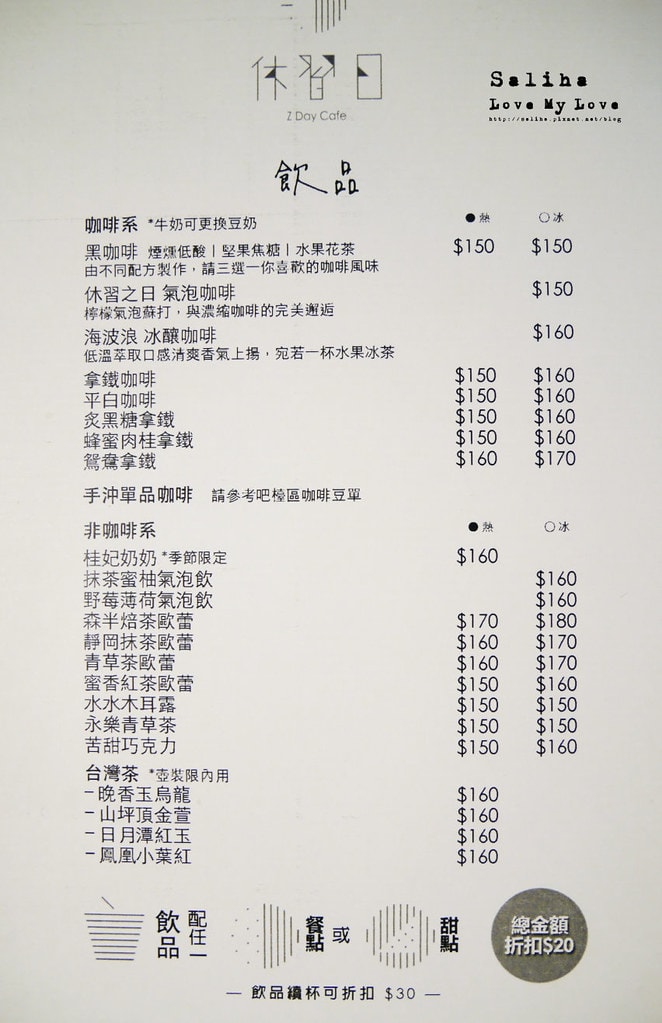 休習日
Z Day Cafe
Saliha
Love My Love
http://saliha.pixnet.net/blog
飲品
咖啡系 *牛奶可更換豆奶 ●熱 ○冰
黑咖啡 煙燻低酸|堅果焦糖|水果花茶 $150 $150
由不同配方製作,請三選一你喜歡的咖啡風味
休習之日 氣泡咖啡 $150
檸檬氣泡蘇打,與濃縮咖啡的完美邂逅
海波浪 冰釀咖啡 $160
低溫萃取口感清爽香氣上揚,宛若一杯水果冰茶
拿鐵咖啡 $150 $160
平白咖啡 $150 $160
炙黑糖拿鐵 $150 $160
蜂蜜肉桂拿鐵 $150 $160
鴛鴦拿鐵 $160 $170
手沖單品咖啡 請參考吧檯區咖啡豆單
非咖啡系 ●熱 ○冰
桂妃奶奶 *季節限定 $160
抹茶蜜柚氣泡飲 $160
野莓薄荷氣泡飲 $160
森半焙茶歐蕾 $170 $180
靜岡抹茶歐蕾 $160 $170
青草茶歐蕾 $160 $170
蜜香紅茶歐蕾 $150 $160
水水木耳露 $150 $150
永樂青草茶 $150 $150
苦甜巧克力 $150 $160
台灣茶 *壺裝限內用
-晚香玉烏龍 $160
-山坪頂金萱 $160
-日月潭紅玉 $160
-鳳凰小葉紅 $160
飲品 配任一 餐點 或 甜點
總金額
折扣$20
— 飲品續杯可折扣 $30 —